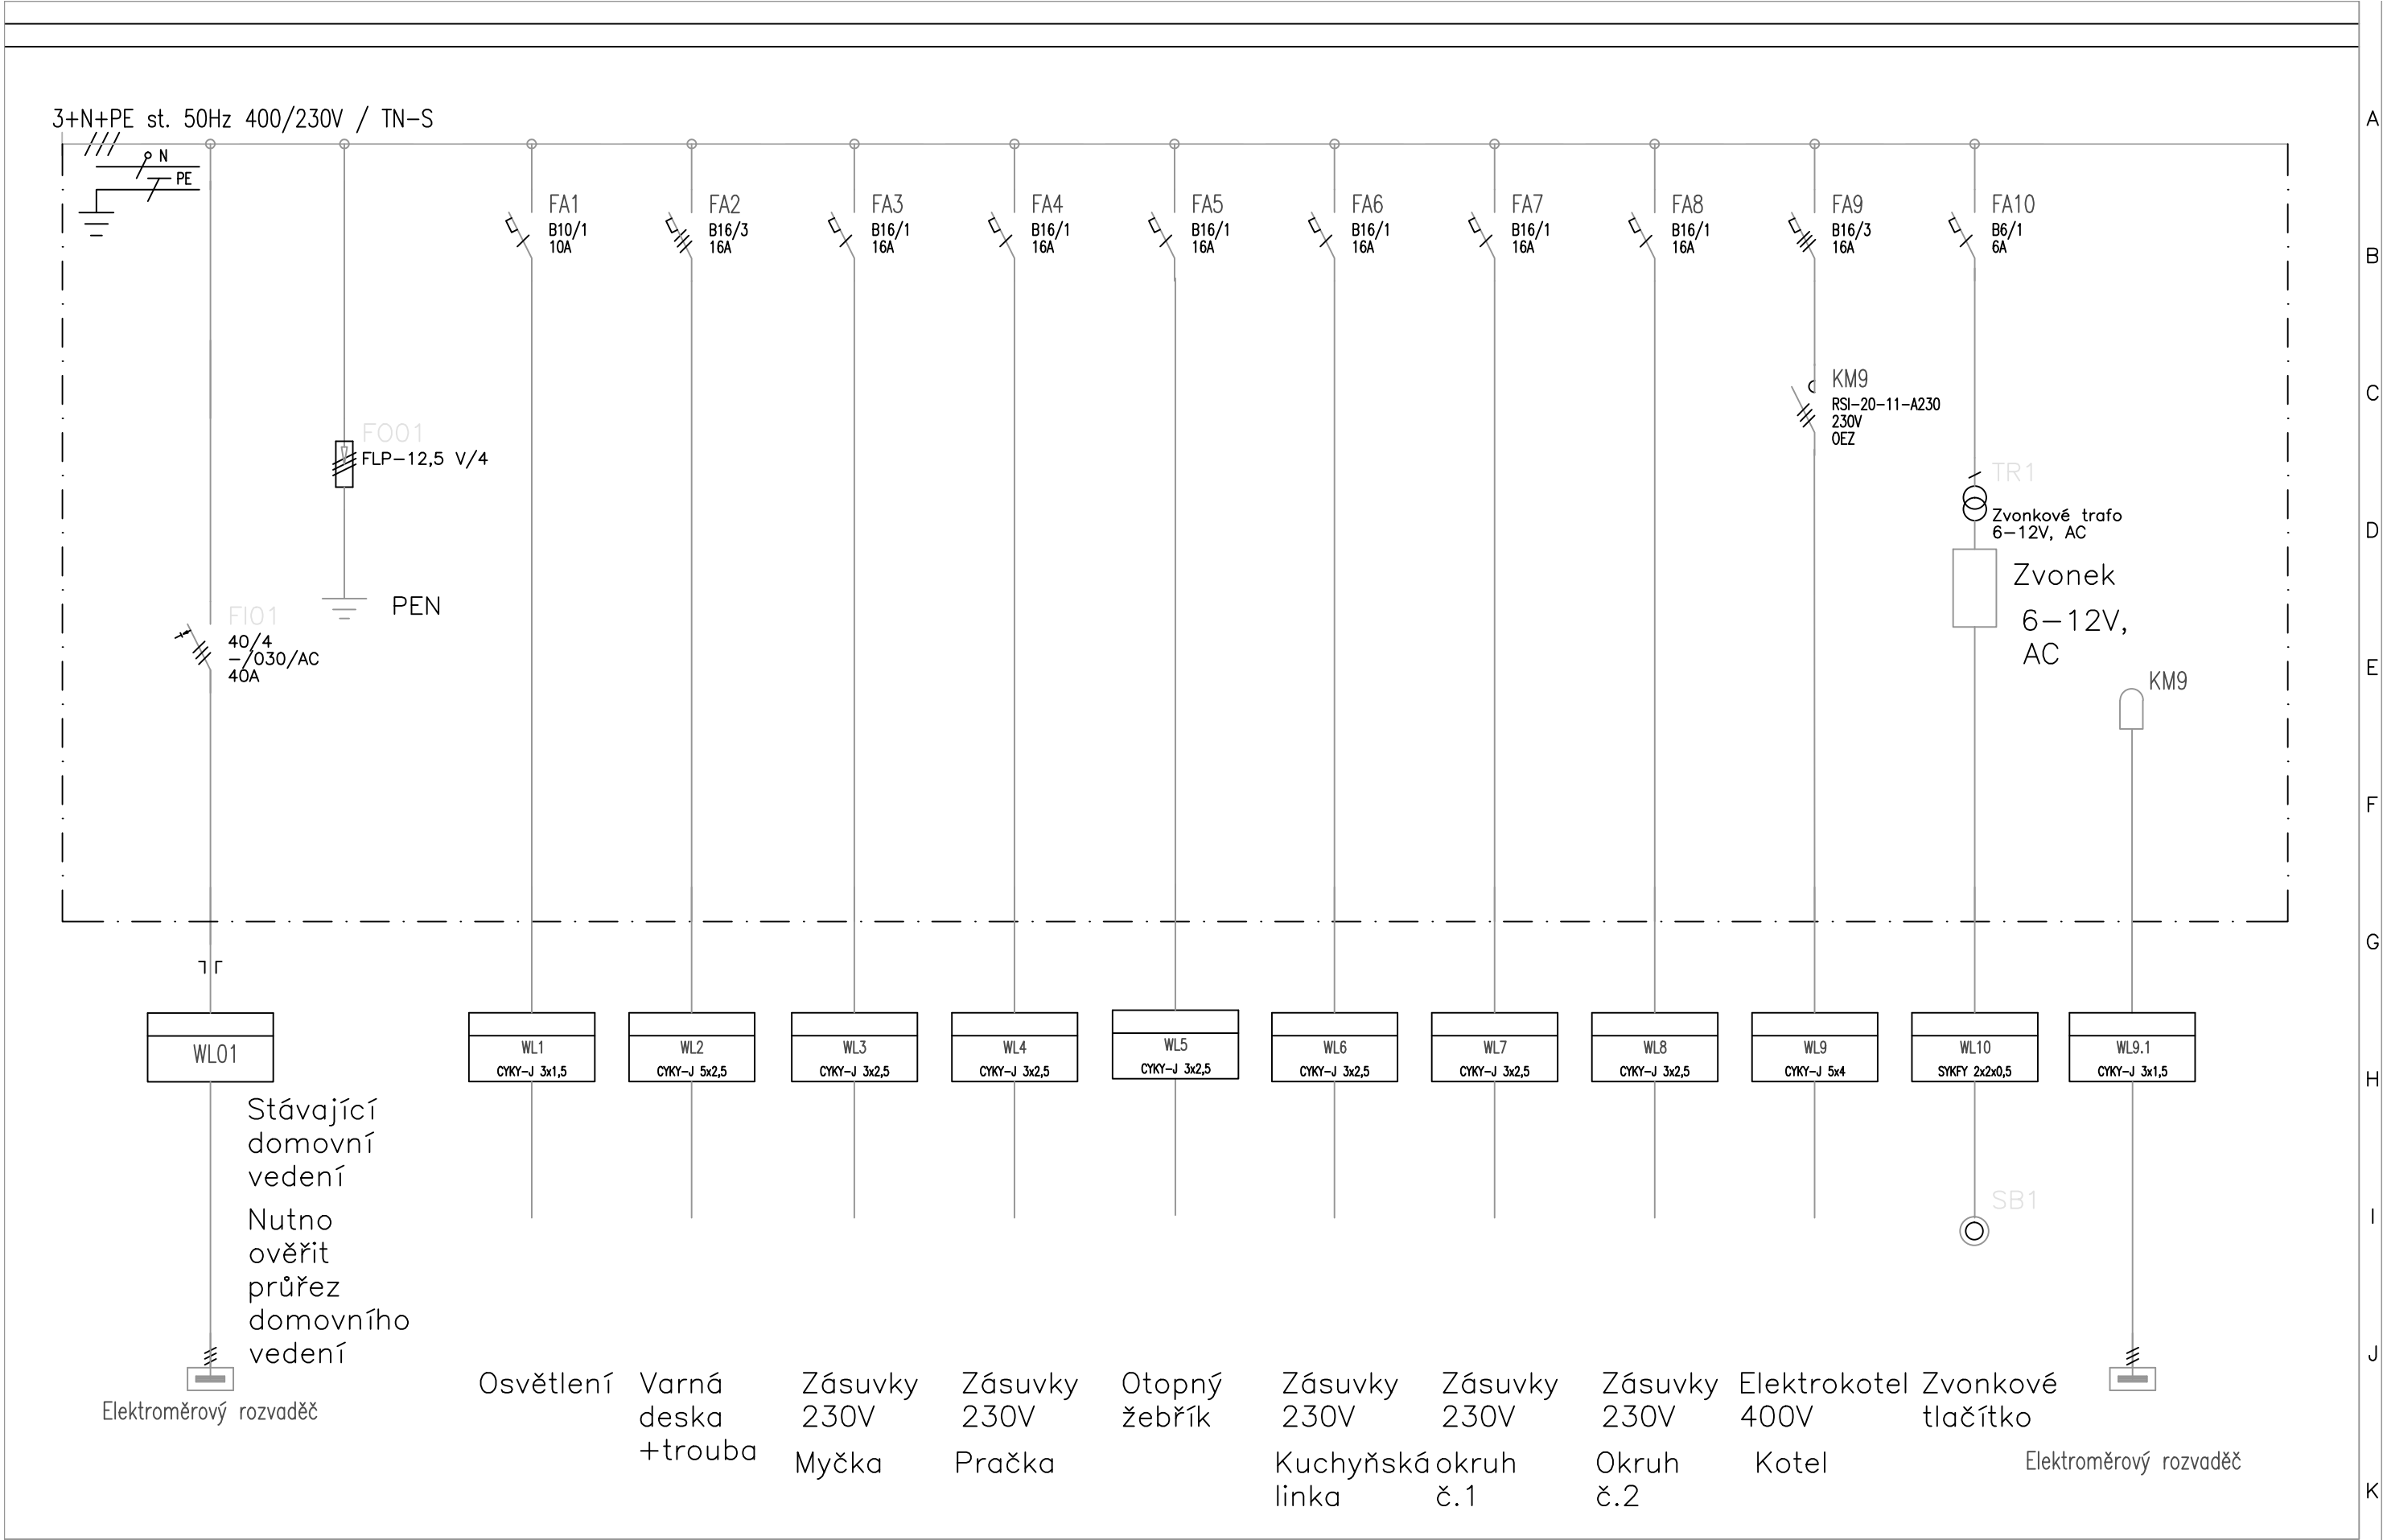 3+N+PE st. 50Hz 400/230V / TN-S
A
N
PE
FA1
B10/1
10A
FA2
B16/3
16A
FA3
B16/1
16A
FA4
B16/1
16A
FA5
B16/1
16A
FA6
B16/1
16A
FA7
B16/1
16A
FA8
B16/1
16A
FA9
B16/3
16A
FA10
B6/1
6A
B
KM9
RSI-20-11-A230
230V
OEZ
C
FO01
FLP-12,5 V/4
TR1
Zvonkové trafo
6-12V, AC
D
Zvonek
6-12V,
AC
PEN
FI01
40/4
-/030/AC
40A
E
KM9
F
G
WL01
WL1
CYKY-J 3x1,5
WL2
CYKY-J 5x2,5
WL3
CYKY-J 3x2,5
WL4
CYKY-J 3x2,5
WL5
CYKY-J 3x2,5
WL6
CYKY-J 3x2,5
WL7
CYKY-J 3x2,5
WL8
CYKY-J 3x2,5
WL9
CYKY-J 5x4
WL10
SYKFY 2x2x0,5
WL9.1
CYKY-J 3x1,5
H
Stávající
domovní
vedení
Nutno
ověřit
průřez
domovního
vedení
SB1
I
J
Elektroměrový rozvaděč
Osvětlení
Varná
deska
+trouba
Zásuvky
230V
Myčka
Zásuvky
230V
Pračka
Otopný
žebřík
Zásuvky
230V
Kuchyňská
linka
Zásuvky
230V
okruh
č.1
Zásuvky
230V
Okruh
č.2
Elektrokotel
400V
Kotel
Zvonkové
tlačítko
Elektroměrový rozvaděč
K